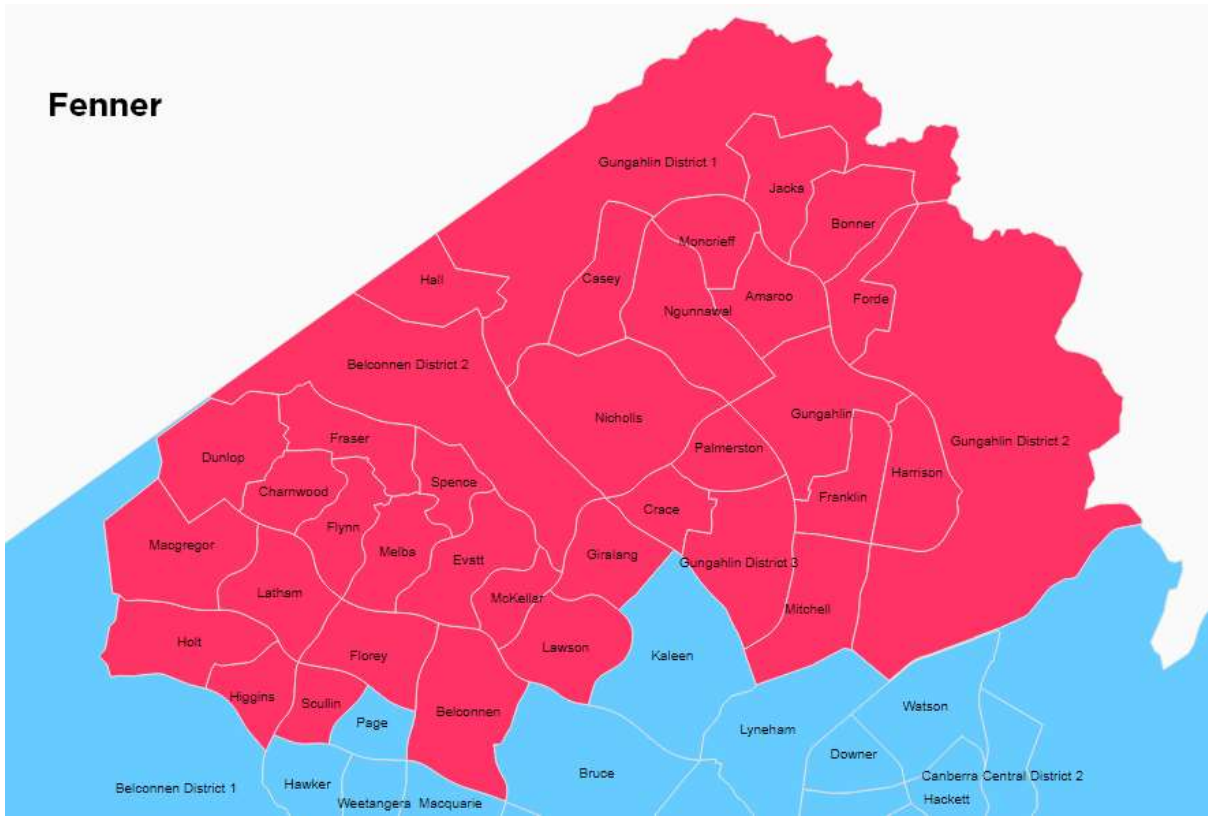 Fenner
Gungahlin District 1
Jacka
Bonner
Moncrieff
Hall
Casey
Amaroo
Forde
Ngunnawal
Belconnen District 2
Nicholls
Gungahlin
Fraser
Gungahlin District 2
Palmerston
Dunlop
Harrison
Spence
Charnwood
Franklin
Crace
Flynn
Macgregor
Melba
Evatt
Giralang
Gungahlin District 3
Latham
McKellar
Mitchell
Holt
Florey
Lawson
Kaleen
Higgins
Scullin
Belconnen
Watson
Page
Lyneham
Downer
Bruce
Canberra Central District 2
Belconnen District 1
Hawker
Hackett
Weetangera
Macquarie